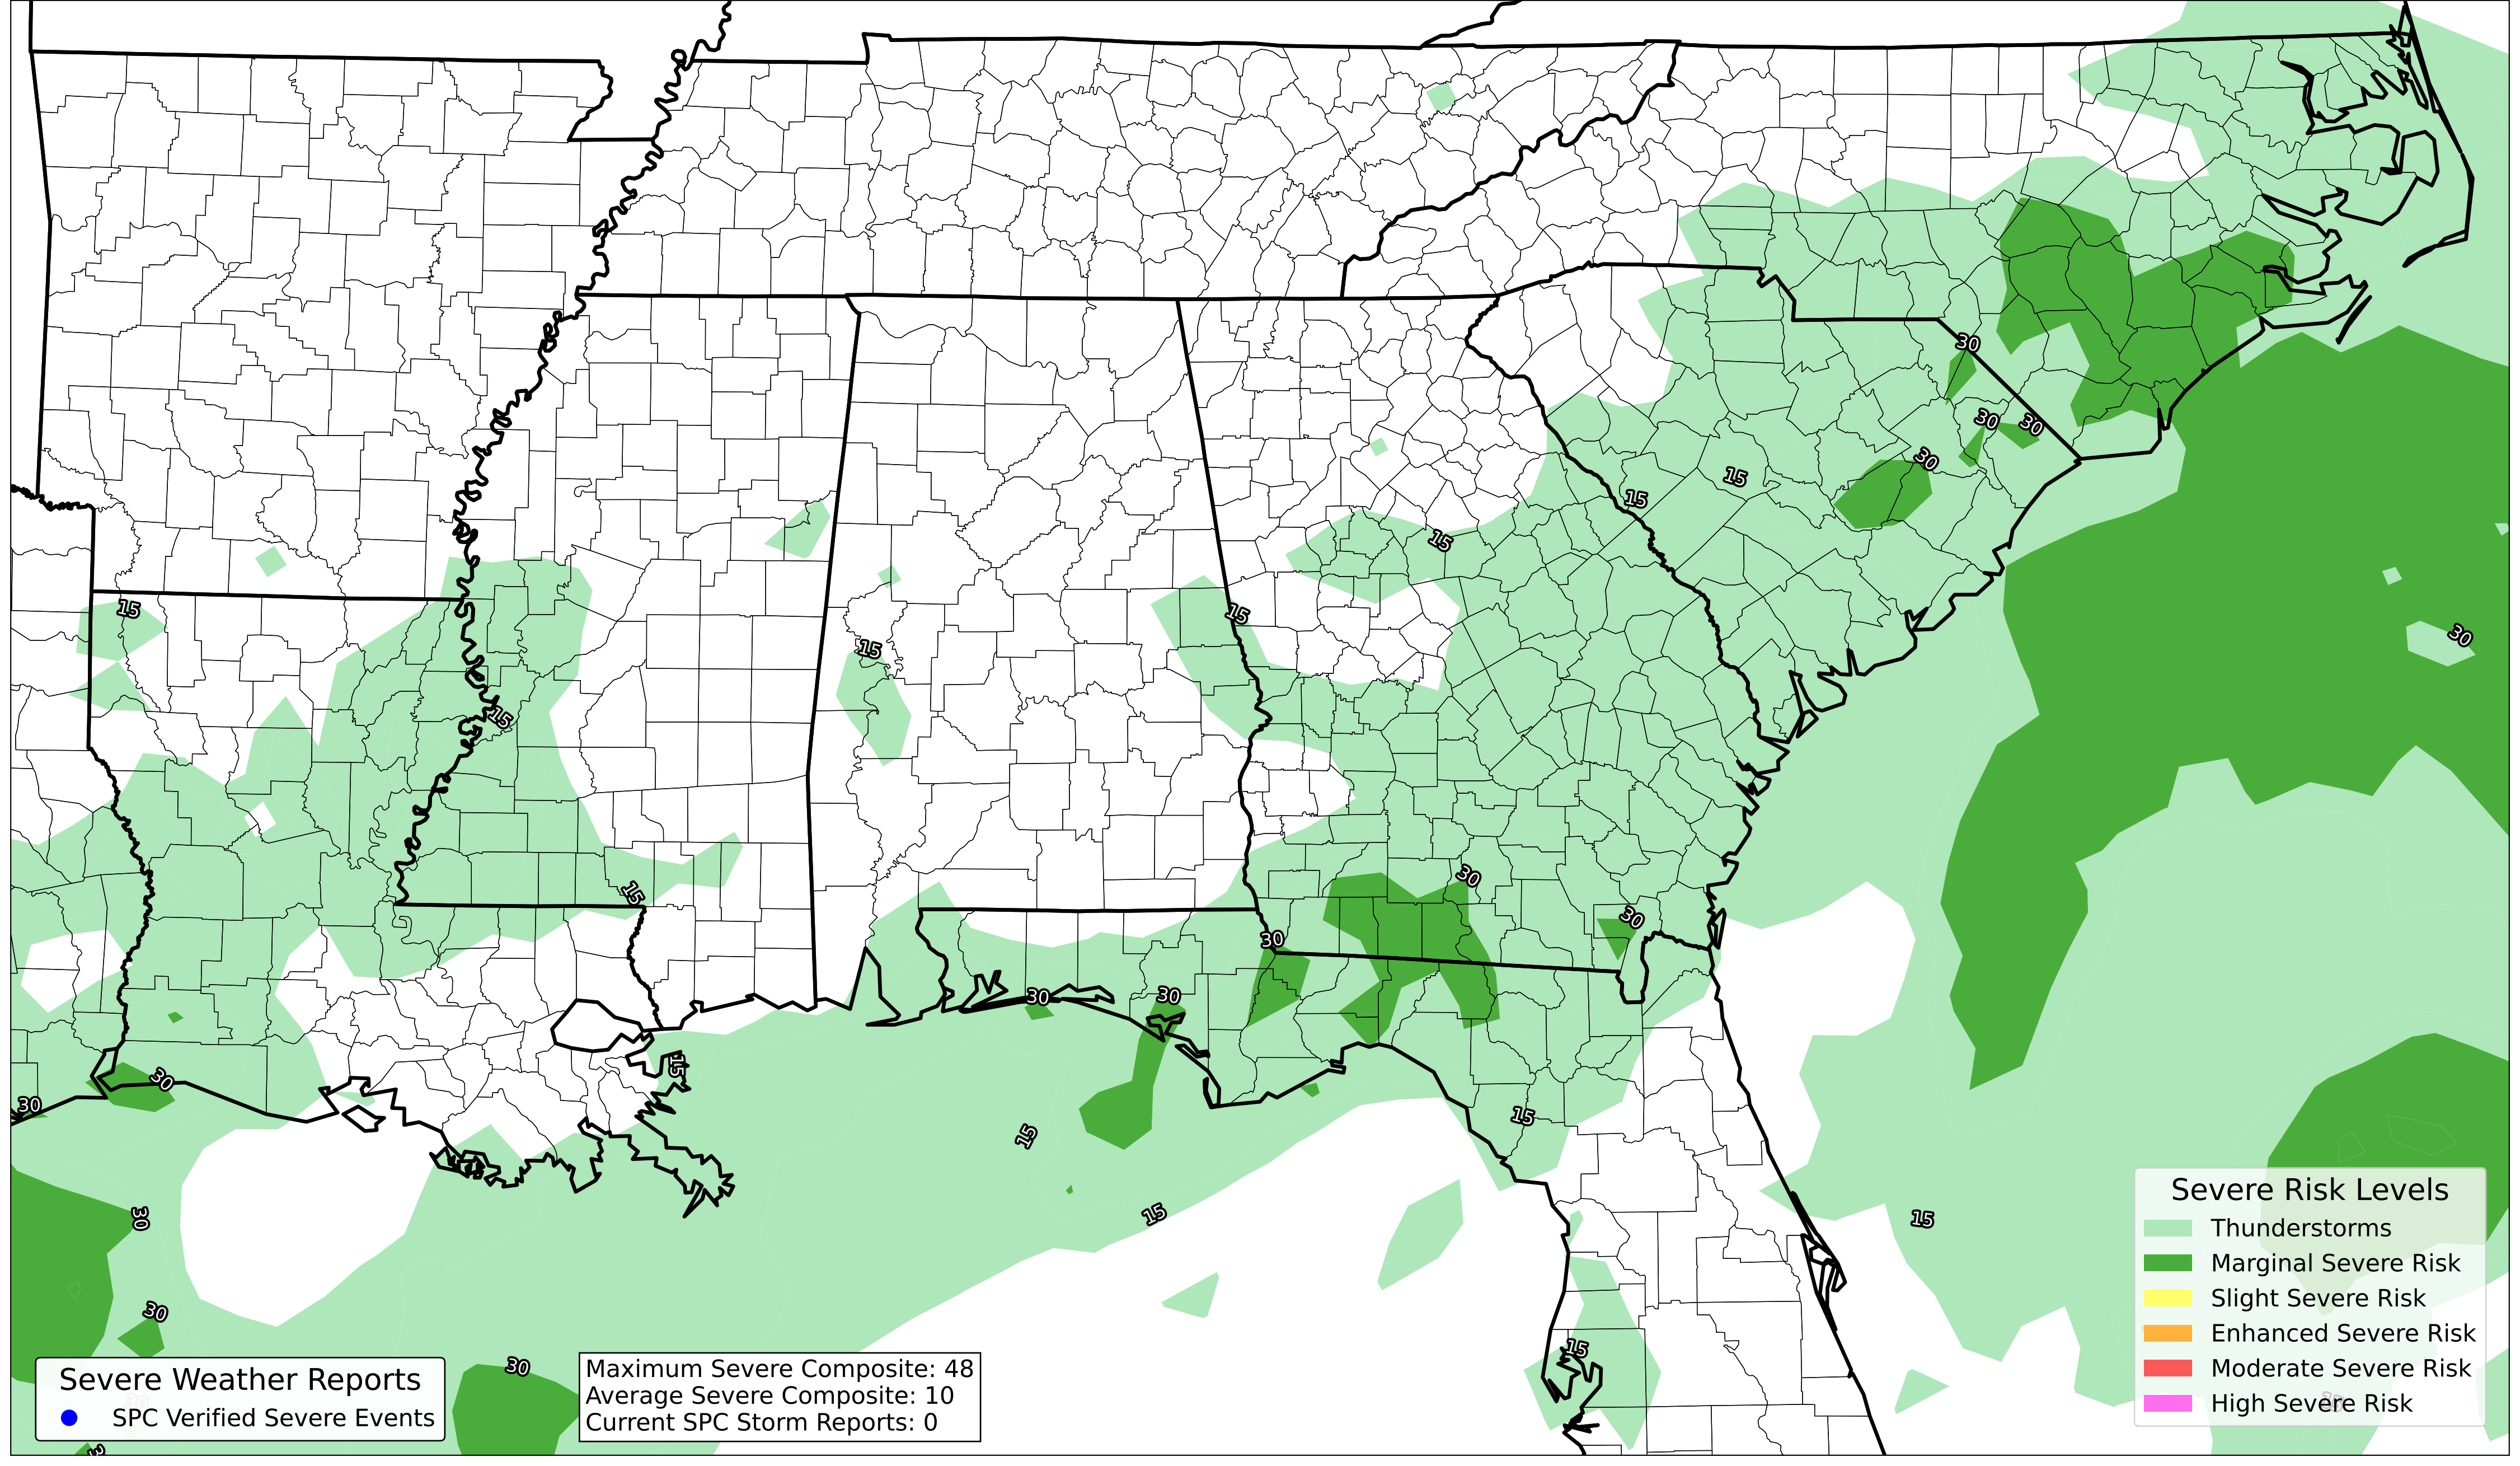 30
30
30
30
30
15
15
15
15
15
15
30
15
15
30
15
30
30
30
30
15
30
30
15
15
30
15
15
30
30
15
Severe Risk Levels
Thunderstorms
Marginal Severe Risk
Slight Severe Risk
Enhanced Severe Risk
Moderate Severe Risk
High Severe Risk
Severe Weather Reports
SPC Verified Severe Events
Maximum Severe Composite: 48
Average Severe Composite: 10
Current SPC Storm Reports: 0